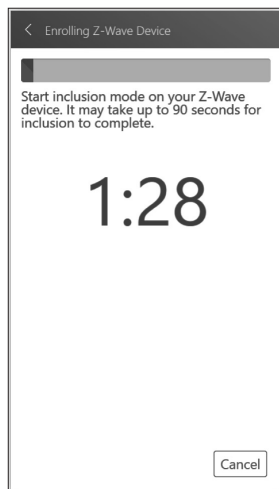 < Enrolling Z-Wave Device
Start inclusion mode on your Z-Wave
device. It may take up to 90 seconds for
inclusion to complete.
1:28
Cancel